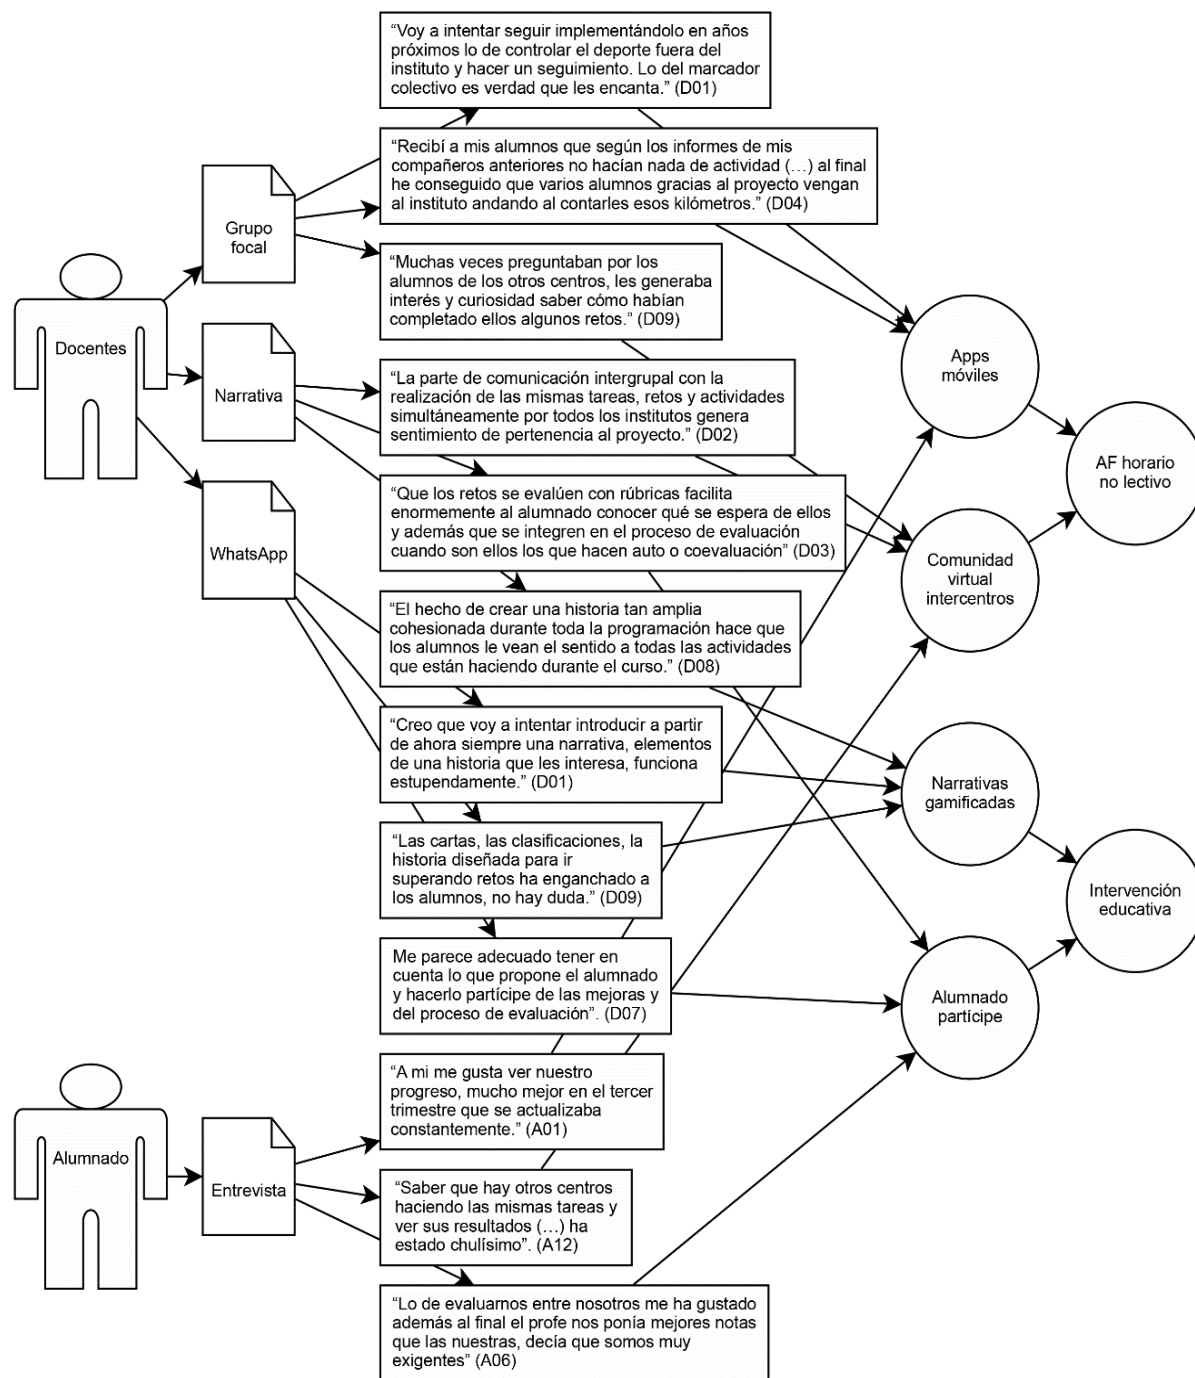 “Voy a intentar seguir implementándolo en años
próximos lo de controlar el deporte fuera del
instituto y hacer un seguimiento. Lo del marcador
colectivo es verdad que les encanta.” (D01)
“Recibí a mis alumnos que según los informes de mis
compañeros anteriores no hacían nada de actividad (…) al final
he conseguido que varios alumnos gracias al proyecto vengan
al instituto andando al contarles esos kilómetros.” (D04)
Grupo
focal
“Muchas veces preguntaban por los
alumnos de los otros centros, les generaba
interés y curiosidad saber cómo habían
completado ellos algunos retos.” (D09)
Docentes
Apps
móviles
Narrativa
“La parte de comunicación intergrupal con la
realización de las mismas tareas, retos y actividades
simultáneamente por todos los institutos genera
sentimiento de pertenencia al proyecto.” (D02)
AF horario
no lectivo
“Que los retos se evalúen con rúbricas facilita
enormemente al alumnado conocer qué se espera de ellos
y además que se integren en el proceso de evaluación
cuando son ellos los que hacen auto o coevaluación” (D03)
WhatsApp
Comunidad
virtual
intercentros
“El hecho de crear una historia tan amplia
cohesionada durante toda la programación hace que
los alumnos le vean el sentido a todas las actividades
que están haciendo durante el curso.” (D08)
“Creo que voy a intentar introducir a partir
de ahora siempre una narrativa, elementos
de una historia que les interesa, funciona
estupendamente.” (D01)
Narrativas
gamificadas
“Las cartas, las clasificaciones, la
historia diseñada para ir
superando retos ha enganchado a
los alumnos, no hay duda.” (D09)
Intervención
educativa
Me parece adecuado tener en
cuenta lo que propone el alumnado
y hacerlo partícipe de las mejoras y
del proceso de evaluación”. (D07)
Alumnado
partícipe
“A mi me gusta ver nuestro
progreso, mucho mejor en el tercer
trimestre que se actualizaba
constantemente.” (A01)
Alumnado
Entrevista
“Saber que hay otros centros
haciendo las mismas tareas y
ver sus resultados (…) ha
estado chulísimo”. (A12)
“Lo de evaluarnos entre nosotros me ha gustado
además al final el profe nos ponía mejores notas
que las nuestras, decía que somos muy
exigentes” (A06)